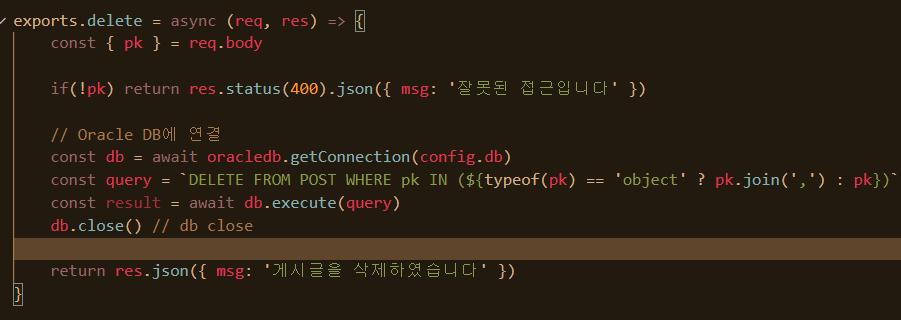 exports.delete = async (req, res) => {
const { pk } = req.body
if(!pk) return res.status(400).json({ msg: '잘못된 접근입니다' })
// Oracle DB에 연결
const db = await oracledb.getConnection(config.db)
const query = `DELETE FROM POST WHERE pk IN (${typeof(pk) == 'object' ? pk.join(',') : pk})`
const result = await db.execute(query)
db.close() // db close
return res.json({ msg: '게시글을 삭제하였습니다' })
}